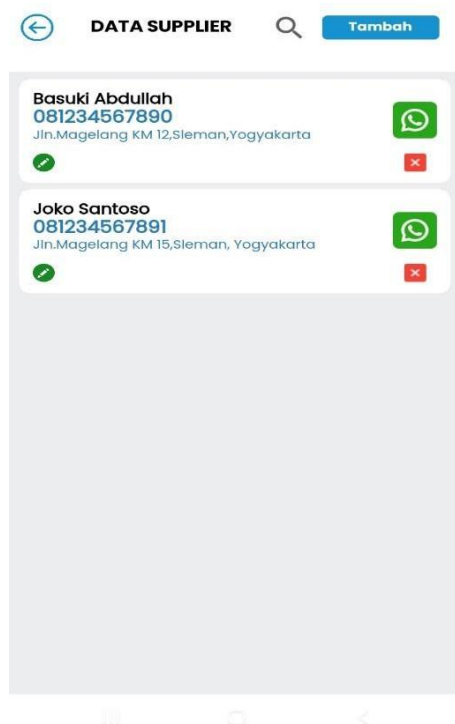 DATA SUPPLIER
Tambah
Basuki Abdullah
081234567890
Jln.Magelang KM 12,Sleman,Yogyakarta
Joko Santoso
081234567891
Jln.Magelang KM 15,Sleman, Yogyakarta